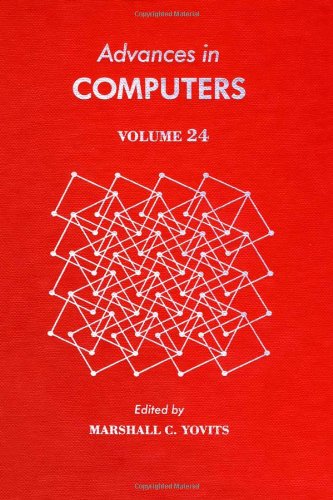 Advances in
COMPUTERS
VOLUME 24
Edited by
MARSHALL C. YOVITS